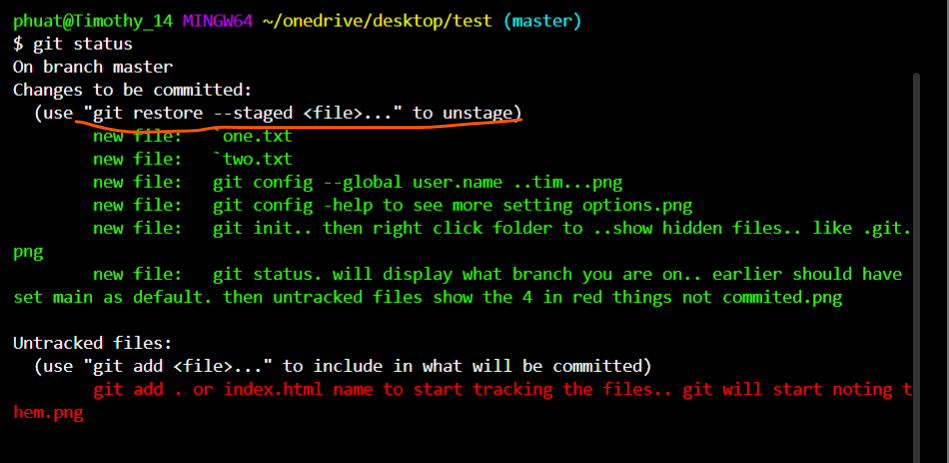 phuat@Timothy_14 MINGW64 ~/onedrive/desktop/test (master)
$ git status
On branch master
Changes to be committed:
  (use "git restore --staged <file>..." to unstage)
        new file:   `one.txt
        new file:   `two.txt
        new file:   git config --global user.name ..tim...png
        new file:   git config -help to see more setting options.png
        new file:   git init.. then right click folder to ..show hidden files.. like .git.
png
        new file:   git status. will display what branch you are on.. earlier should have
set main as default. then untracked files show the 4 in red things not commited.png
Untracked files:
  (use "git add <file>..." to include in what will be committed)
        git add . or index.html name to start tracking the files.. git will start noting t
hem.png